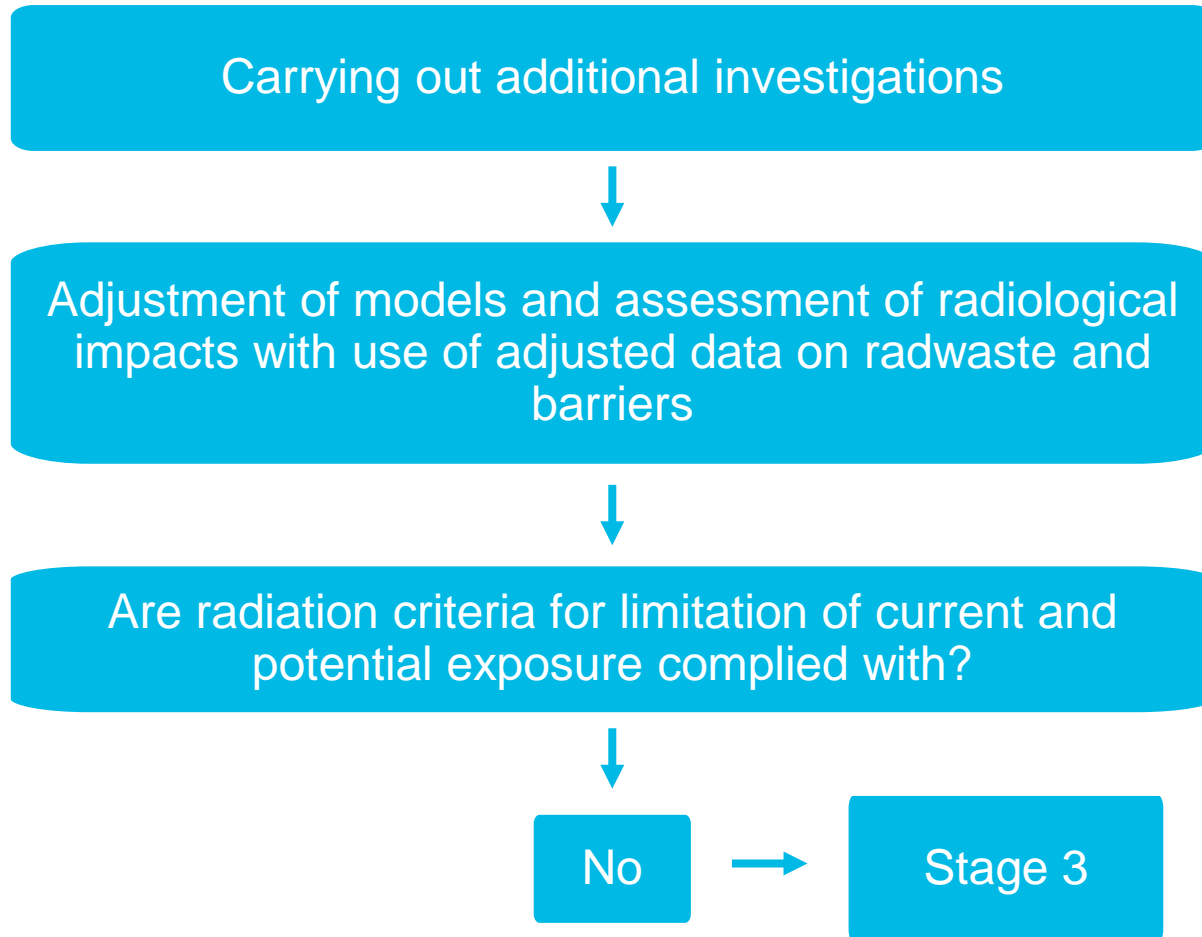 Carrying out additional investigations
Adjustment of models and assessment of radiological
impacts with use of adjusted data on radwaste and
barriers
Are radiation criteria for limitation of current and
potential exposure complied with?
No
Stage 3